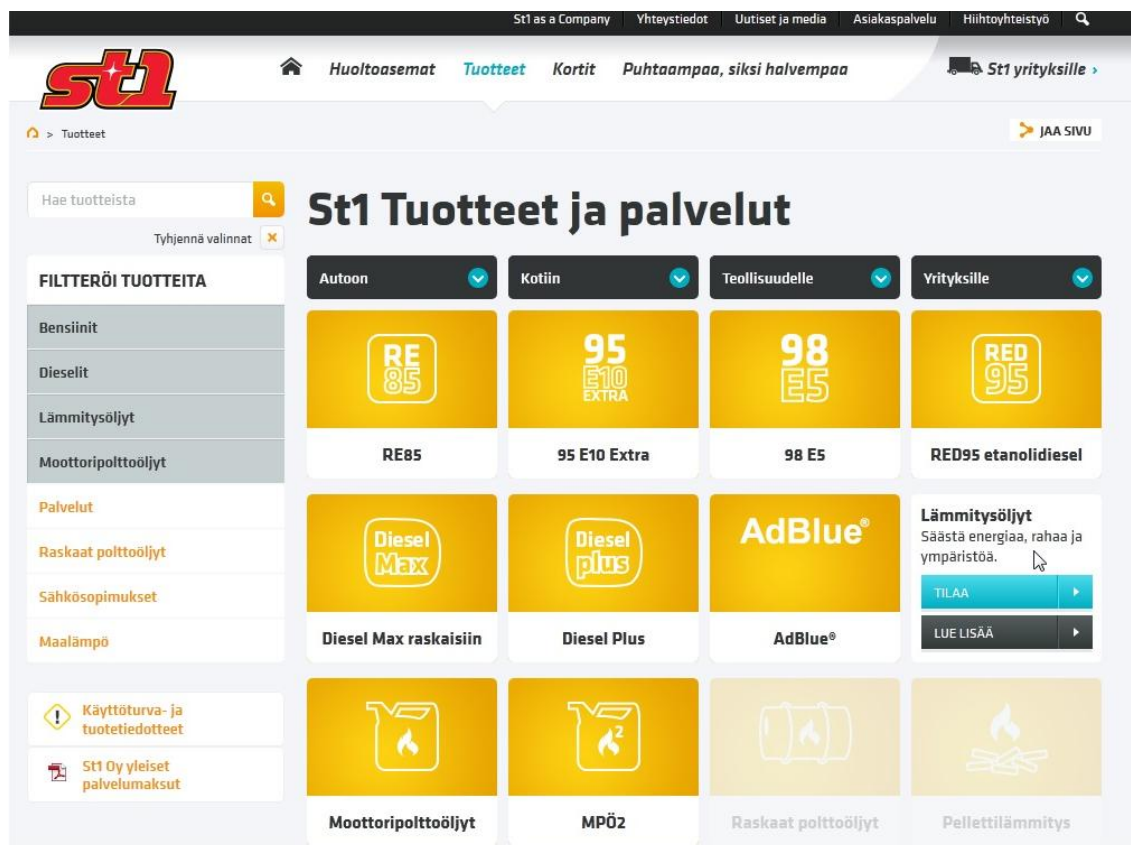 St1 as a Company Yhteystiedot Uutiset ja media Asiakaspalvelu Hiihtoyhteistyö
st1
Huoltoasemat Tuotteet Kortit Puhtaampaa, siksi halvempaa St1 yrityksille ›
> Tuotteet
JAA SIVU
Hae tuotteista
Tyhjennä valinnat
FILTTERÖI TUOTTEITA
Bensiinit
Dieselit
Lämmitysöljyt
Moottoripolttoöljyt
Palvelut
Raskaat polttoöljyt
Sähkösopimukset
Maalämpö
Käyttöturva- ja
tuotetiedotteet
St1 Oy yleiset
palvelumaksut
St1 Tuotteet ja palvelut
Autoon Kotiin Teollisuudelle Yrityksille
RE
85
95
E10
EXTRA
98
E5
RED
95
RE85 95 E10 Extra 98 E5 RED95 etanolidiesel
Diesel
Max
Diesel
plus
AdBlue®
Lämmitysöljyt
Säästä energiaa, rahaa ja
ympäristöä.
TILAA
LUE LISÄÄ
Diesel Max raskaisiin Diesel Plus AdBlue®
2
Moottoripolttoöljyt MPÖ2 Raskaat polttoöljyt Pellettilämmitys